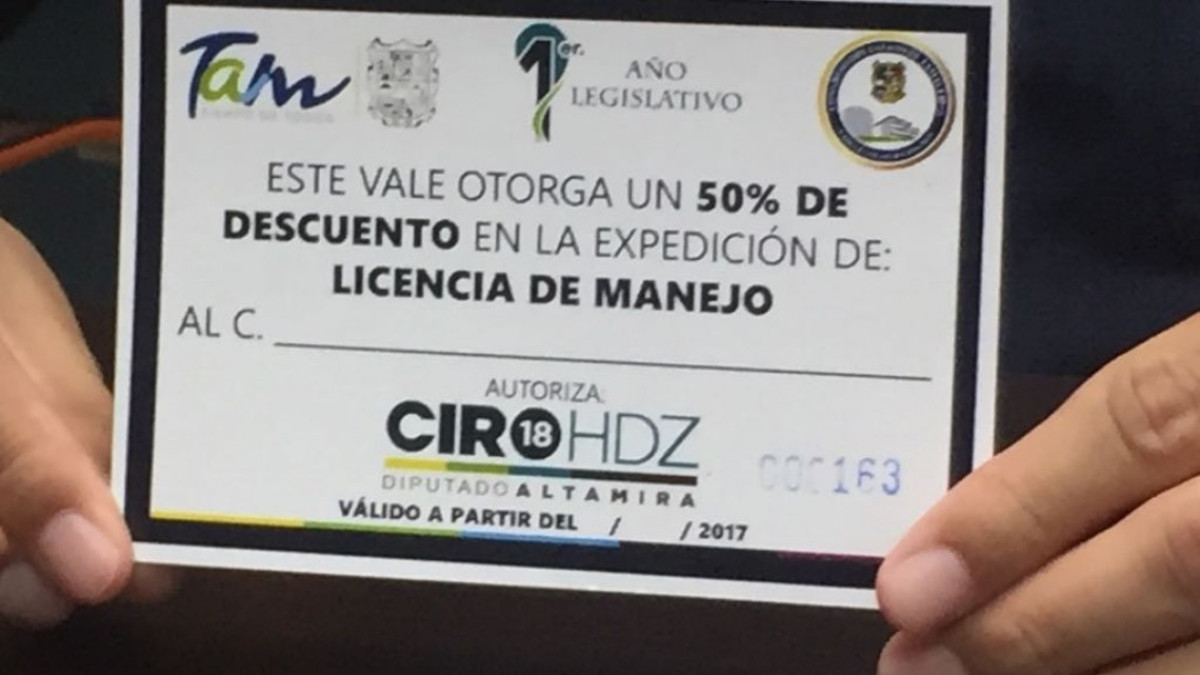 Tam
1er.
AÑO
LEGISLATIVO
ESTE VALE OTORGA UN 50% DE
DESCUENTO EN LA EXPEDICIÓN DE:
LICENCIA DE MANEJO
AL C.
AUTORIZA:
CIRO 18 HDZ
DIPUTADO ALTAMIRA
000163
VÁLIDO A PARTIR DEL / / 2017